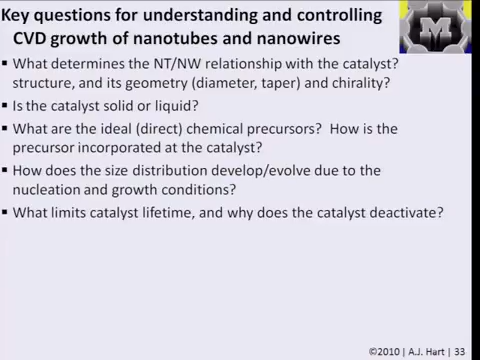 Key questions for understanding and controlling
CVD growth of nanotubes and nanowires
M
▪ What determines the NT/NW relationship with the catalyst?
structure, and its geometry (diameter, taper) and chirality?
▪ Is the catalyst solid or liquid?
▪ What are the ideal (direct) chemical precursors? How is the
precursor incorporated at the catalyst?
▪ How does the size distribution develop/evolve due to the
nucleation and growth conditions?
▪ What limits catalyst lifetime, and why does the catalyst deactivate?
©2010 | A.J. Hart | 33